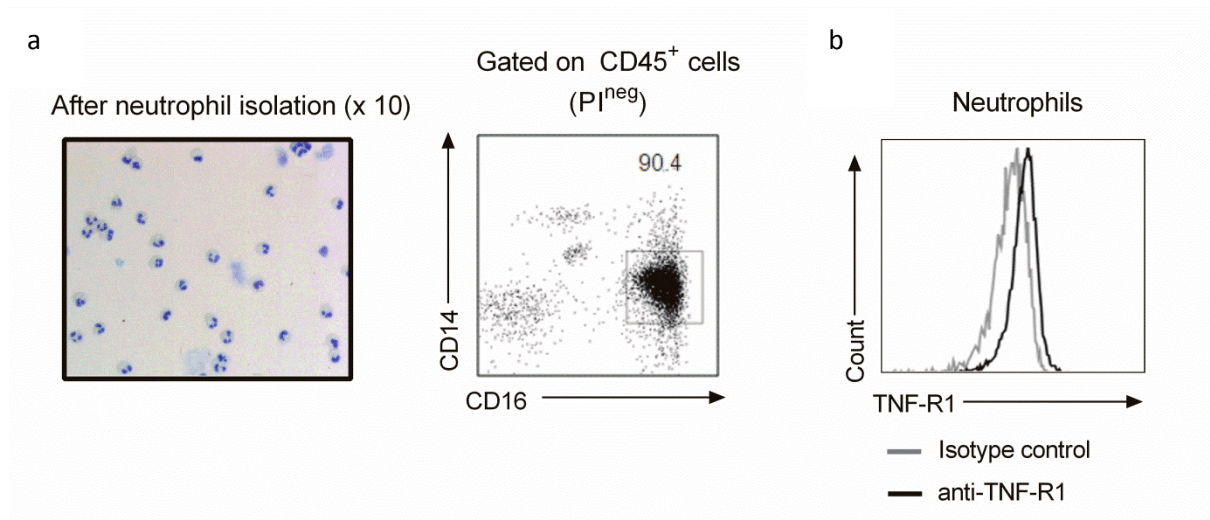 a
After neutrophil isolation (x 10)
Gated on CD45+ cells
(PIneg)
90.4
CD14
CD16
b
Neutrophils
Count
TNF-R1
Isotype control
anti-TNF-R1